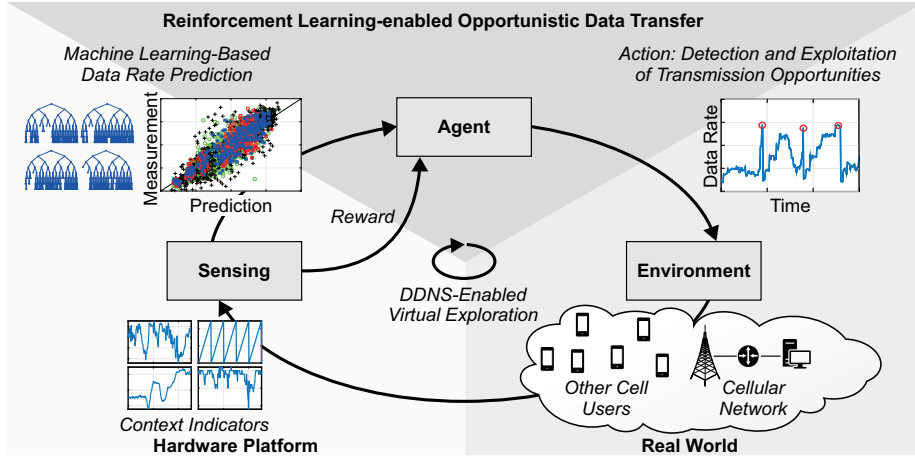 Reinforcement Learning-enabled Opportunistic Data Transfer
Machine Learning-Based
Data Rate Prediction
Action: Detection and Exploitation
of Transmission Opportunities
Measurement
Prediction
Agent
Data Rate
Time
Reward
Sensing
Environment
DDNS-Enabled
Virtual Exploration
Other Cell
Users
Cellular
Network
Context Indicators
Hardware Platform
Real World